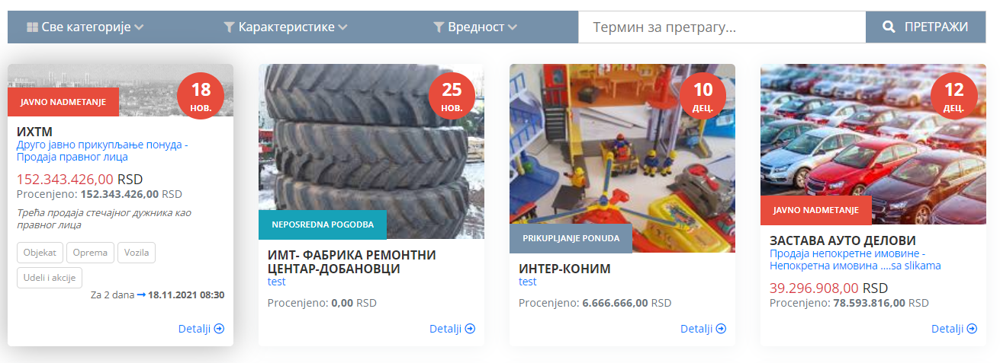 Све категорије
Карактеристике
Вредност
Термин за претрагу...
ПРЕТРАЖИ
18
НОВ.
JAVNO NADMETANJE
ИХТМ
Друго јавно прикупљање понуда -
Продаја правног лица
152.343.426,00 RSD
Procenjeno: 152.343.426,00 RSD
Трећа продаја стечајног дужника као
правног лица
Objekat
Oprema
Vozila
Udeli i akcije
Za 2 dana → 18.11.2021 08:30
Detalji
25
НОВ.
NEPOSREDNA POGODBA
ИМТ- ФАБРИКА РЕМОНТНИ
ЦЕНТАР-ДОБАНОВЦИ
test
Procenjeno: 0,00 RSD
Detalji
10
ДЕЦ.
PRIKUPLJANJE PONUDA
ИНТЕР-КОНИМ
test
Procenjeno: 6.666.666,00 RSD
Detalji
12
ДЕЦ.
JAVNO NADMETANJE
ЗАСТАВА АУТО ДЕЛОВИ
Продаја непокретне имовине -
Непокретна имовина ....sa slikama
39.296.908,00 RSD
Procenjeno: 78.593.816,00 RSD
Detalji